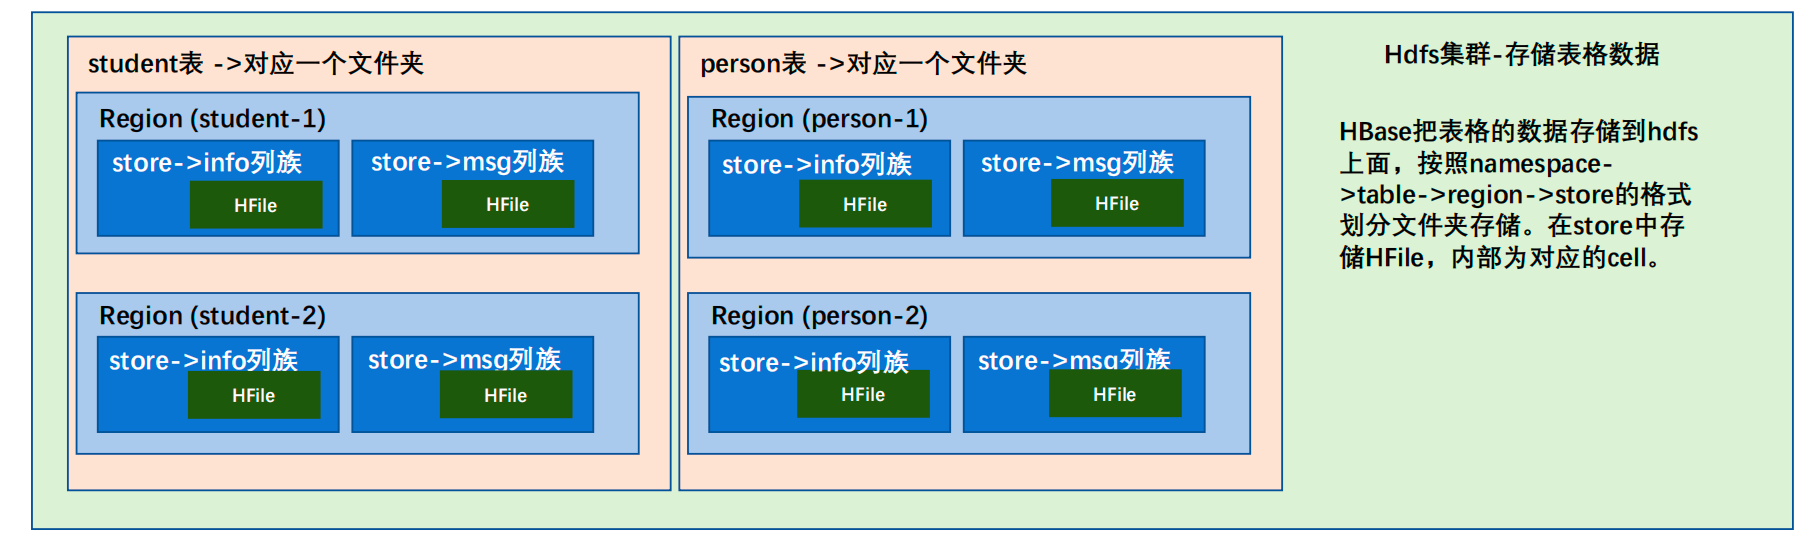 student表 ->对应一个文件夹
Region (student-1)
store->info列族
HFile
store->msg列族
HFile
Region (student-2)
store->info列族
HFile
store->msg列族
HFile
person表 ->对应一个文件夹
Region (person-1)
store->info列族
HFile
store->msg列族
HFile
Region (person-2)
store->info列族
HFile
store->msg列族
HFile
Hdfs集群-存储表格数据
HBase把表格的数据存储到hdfs
上面，按照namespace-
>table->region->store的格式
划分文件夹存储。在store中存
储HFile，内部为对应的cell。